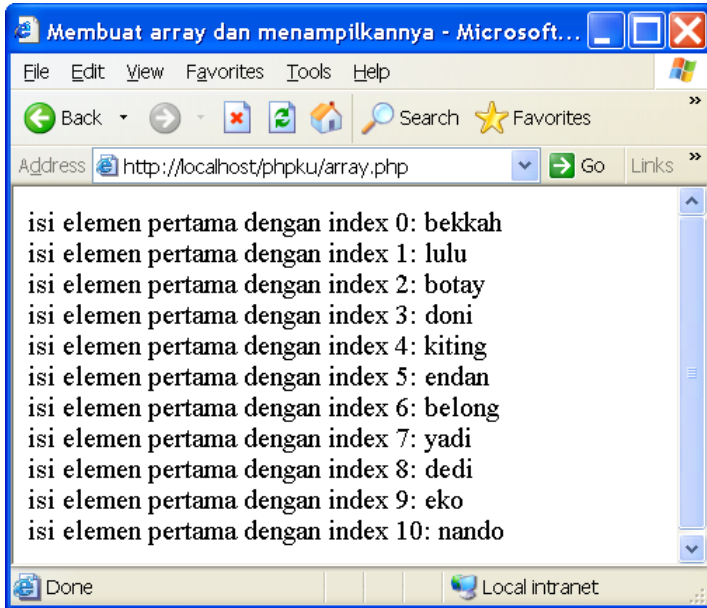 Membuat array dan menampilkannya - Microsoft...
File Edit View Favorites Tools Help
Back Search Favorites »
Address http://localhost/phpku/array.php Go Links »
isi elemen pertama dengan index 0: bekkah
isi elemen pertama dengan index 1: lulu
isi elemen pertama dengan index 2: botay
isi elemen pertama dengan index 3: doni
isi elemen pertama dengan index 4: kiting
isi elemen pertama dengan index 5: endan
isi elemen pertama dengan index 6: belong
isi elemen pertama dengan index 7: yadi
isi elemen pertama dengan index 8: dedi
isi elemen pertama dengan index 9: eko
isi elemen pertama dengan index 10: nando
Done Local intranet